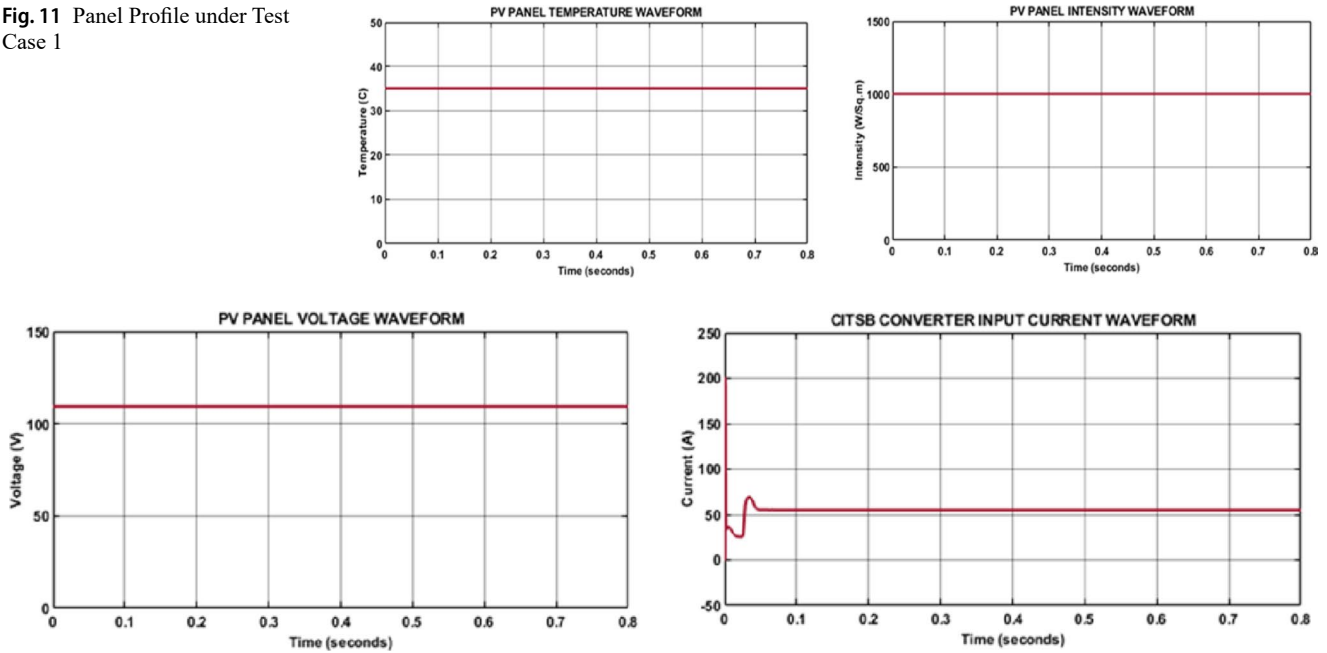 Fig. 11 Panel Profile under Test
Case 1
PV PANEL TEMPERATURE WAVEFORM
Temperature (C)
50
40
30
20
10
0
0 0.1 0.2 0.3 0.4 0.5 0.6 0.7 0.8
Time (seconds)
PV PANEL INTENSITY WAVEFORM
Intensity (W/Sq.m)
1500
1000
500
0
0 0.1 0.2 0.3 0.4 0.5 0.6 0.7 0.8
Time (seconds)
PV PANEL VOLTAGE WAVEFORM
Voltage (V)
150
100
50
0
0 0.1 0.2 0.3 0.4 0.5 0.6 0.7 0.8
Time (seconds)
CITSB CONVERTER INPUT CURRENT WAVEFORM
Current (A)
250
200
150
100
50
0
-50
0 0.1 0.2 0.3 0.4 0.5 0.6 0.7 0.8
Time (seconds)